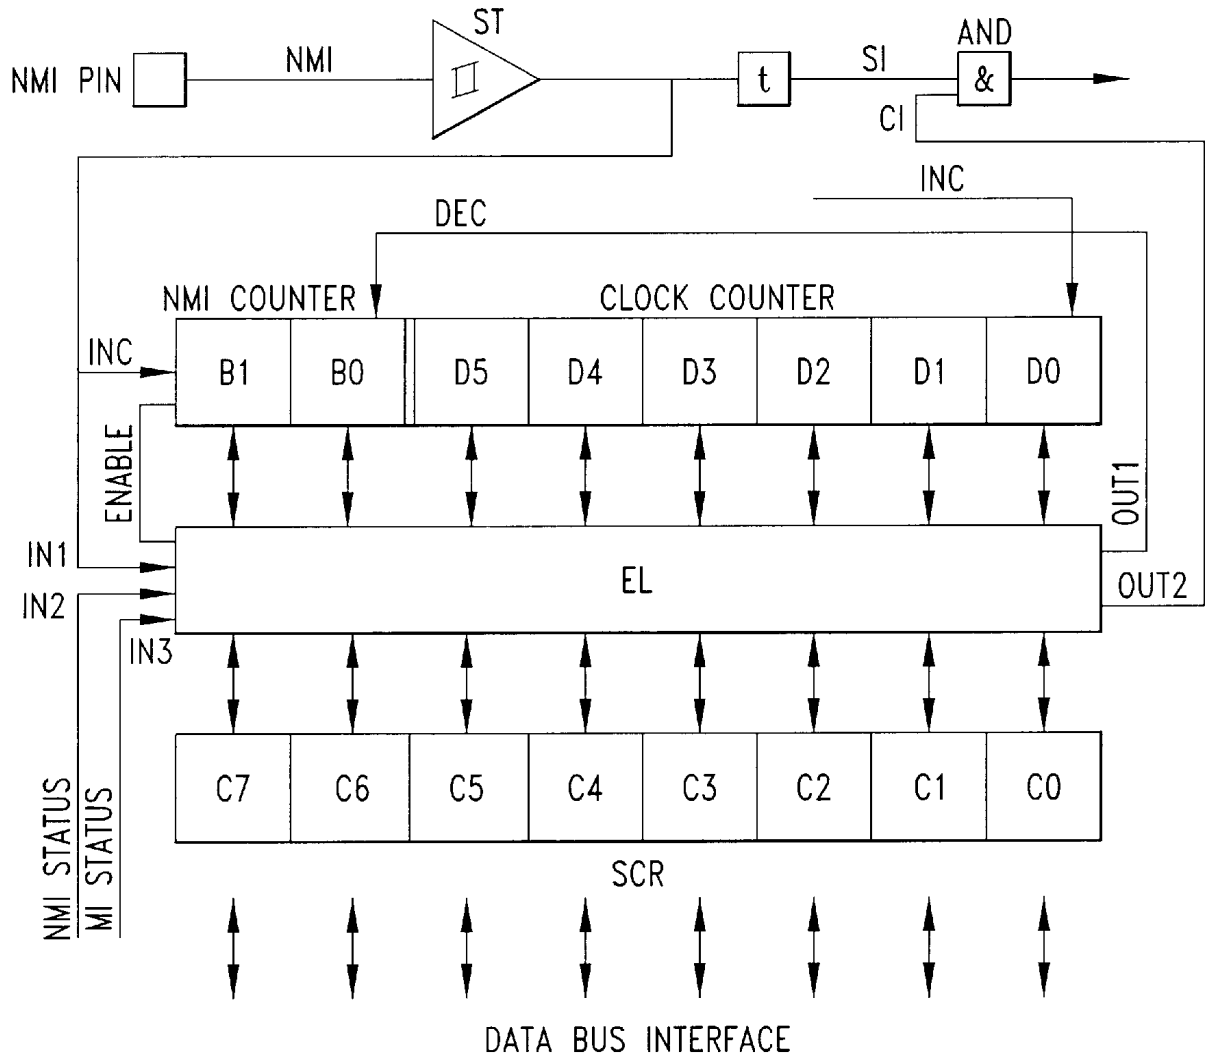 ST
AND
NMI PIN
NMI
t
SI
&
CI
INC
DEC
NMI COUNTER
CLOCK COUNTER
INC
B1 B0 D5 D4 D3 D2 D1 D0
ENABLE
OUT1
IN1
EL
OUT2
IN2
IN3
C7 C6 C5 C4 C3 C2 C1 C0
NMI STATUS
MI STATUS
SCR
DATA BUS INTERFACE